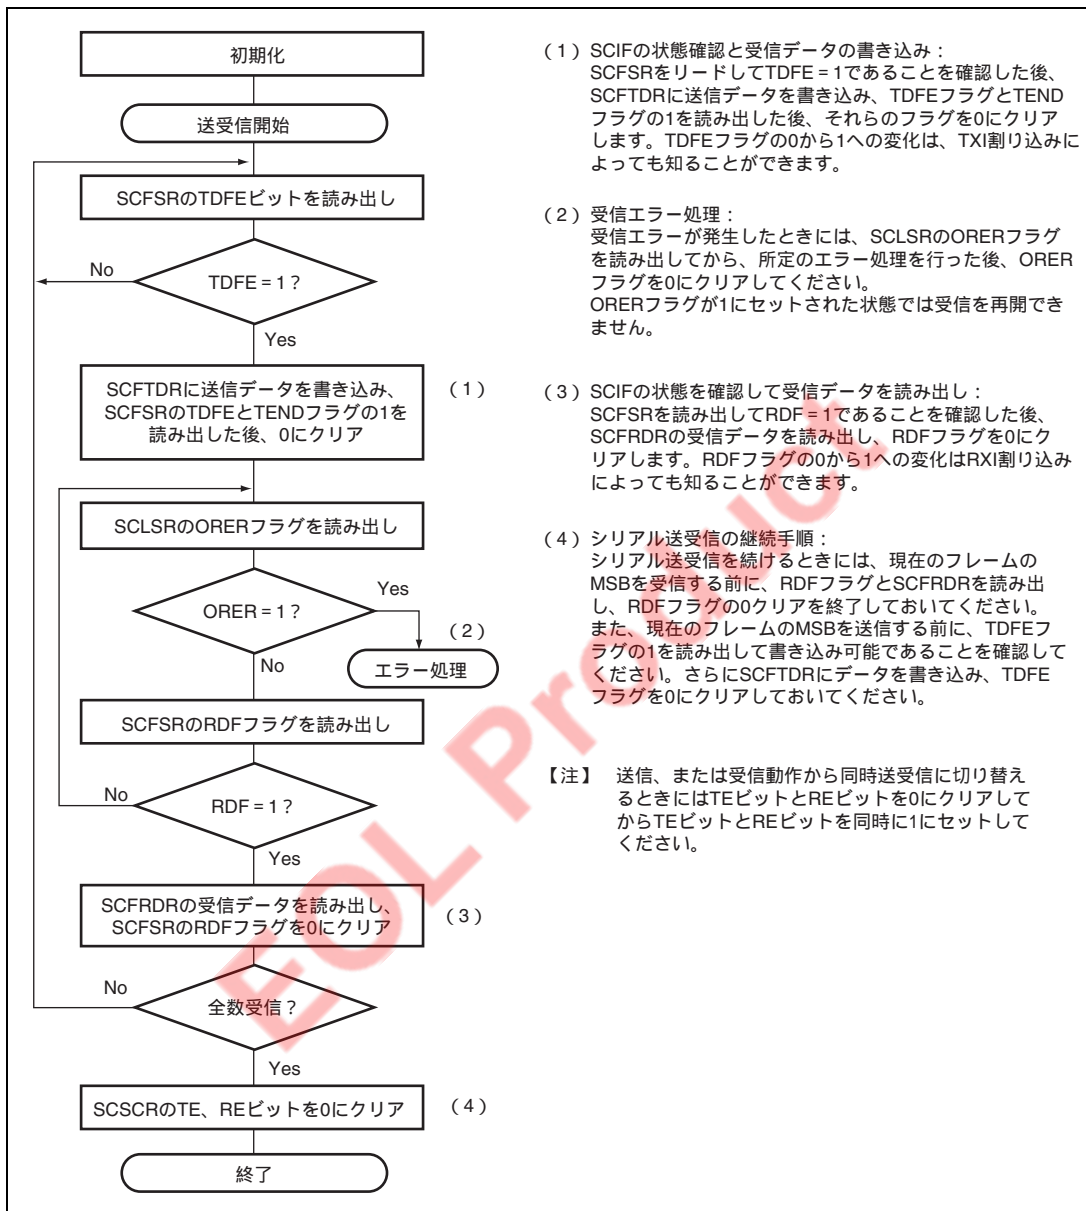 初期化
送受信開始
SCFSRのTDFEビットを読み出し
No
TDFE = 1？
Yes
SCFTDRに送信データを書き込み、
SCFSRのTDFEとTENDフラグの1を
読み出した後、0にクリア
（1）
SCLSRのORERフラグを読み出し
ORER = 1？
Yes
（2）
No
エラー処理
SCFSRのRDFフラグを読み出し
No
RDF = 1？
Yes
SCFRDRの受信データを読み出し、
SCFSRのRDFフラグを0にクリア
（3）
No
全数受信？
Yes
SCSCRのTE、REビットを0にクリア
（4）
終了
（1）SCIFの状態確認と受信データの書き込み：
SCFSRをリードしてTDFE = 1であることを確認した後、
SCFTDRに送信データを書き込み、TDFEフラグとTEND
フラグの1を読み出した後、それらのフラグを0にクリア
します。TDFEフラグの0から1への変化は、TXI割り込みに
よっても知ることができます。
（2）受信エラー処理：
受信エラーが発生したときには、SCLSRのORERフラグ
を読み出してから、所定のエラー処理を行った後、ORER
フラグを0にクリアしてください。
ORERフラグが1にセットされた状態では受信を再開でき
ません。
（3）SCIFの状態を確認して受信データを読み出し：
SCFSRを読み出してRDF = 1であることを確認した後、
SCFRDRの受信データを読み出し、RDFフラグを0にク
リアします。RDFフラグの0から1への変化はRXI割り込み
によっても知ることができます。
（4）シリアル送受信の継続手順：
シリアル送受信を続けるときには、現在のフレームの
MSBを受信する前に、RDFフラグとSCFRDRを読み出
し、RDFフラグの0クリアを終了しておいてください。
また、現在のフレームのMSBを送信する前に、TDFEフ
ラグの1を読み出して書き込み可能であることを確認して
ください。さらにSCFTDRにデータを書き込み、TDFE
フラグを0にクリアしておいてください。
【注】 送信、または受信動作から同時送受信に切り替え
るときにはTEビットとREビットを0にクリアして
からTEビットとREビットを同時に1にセットして
ください。
EOL Product